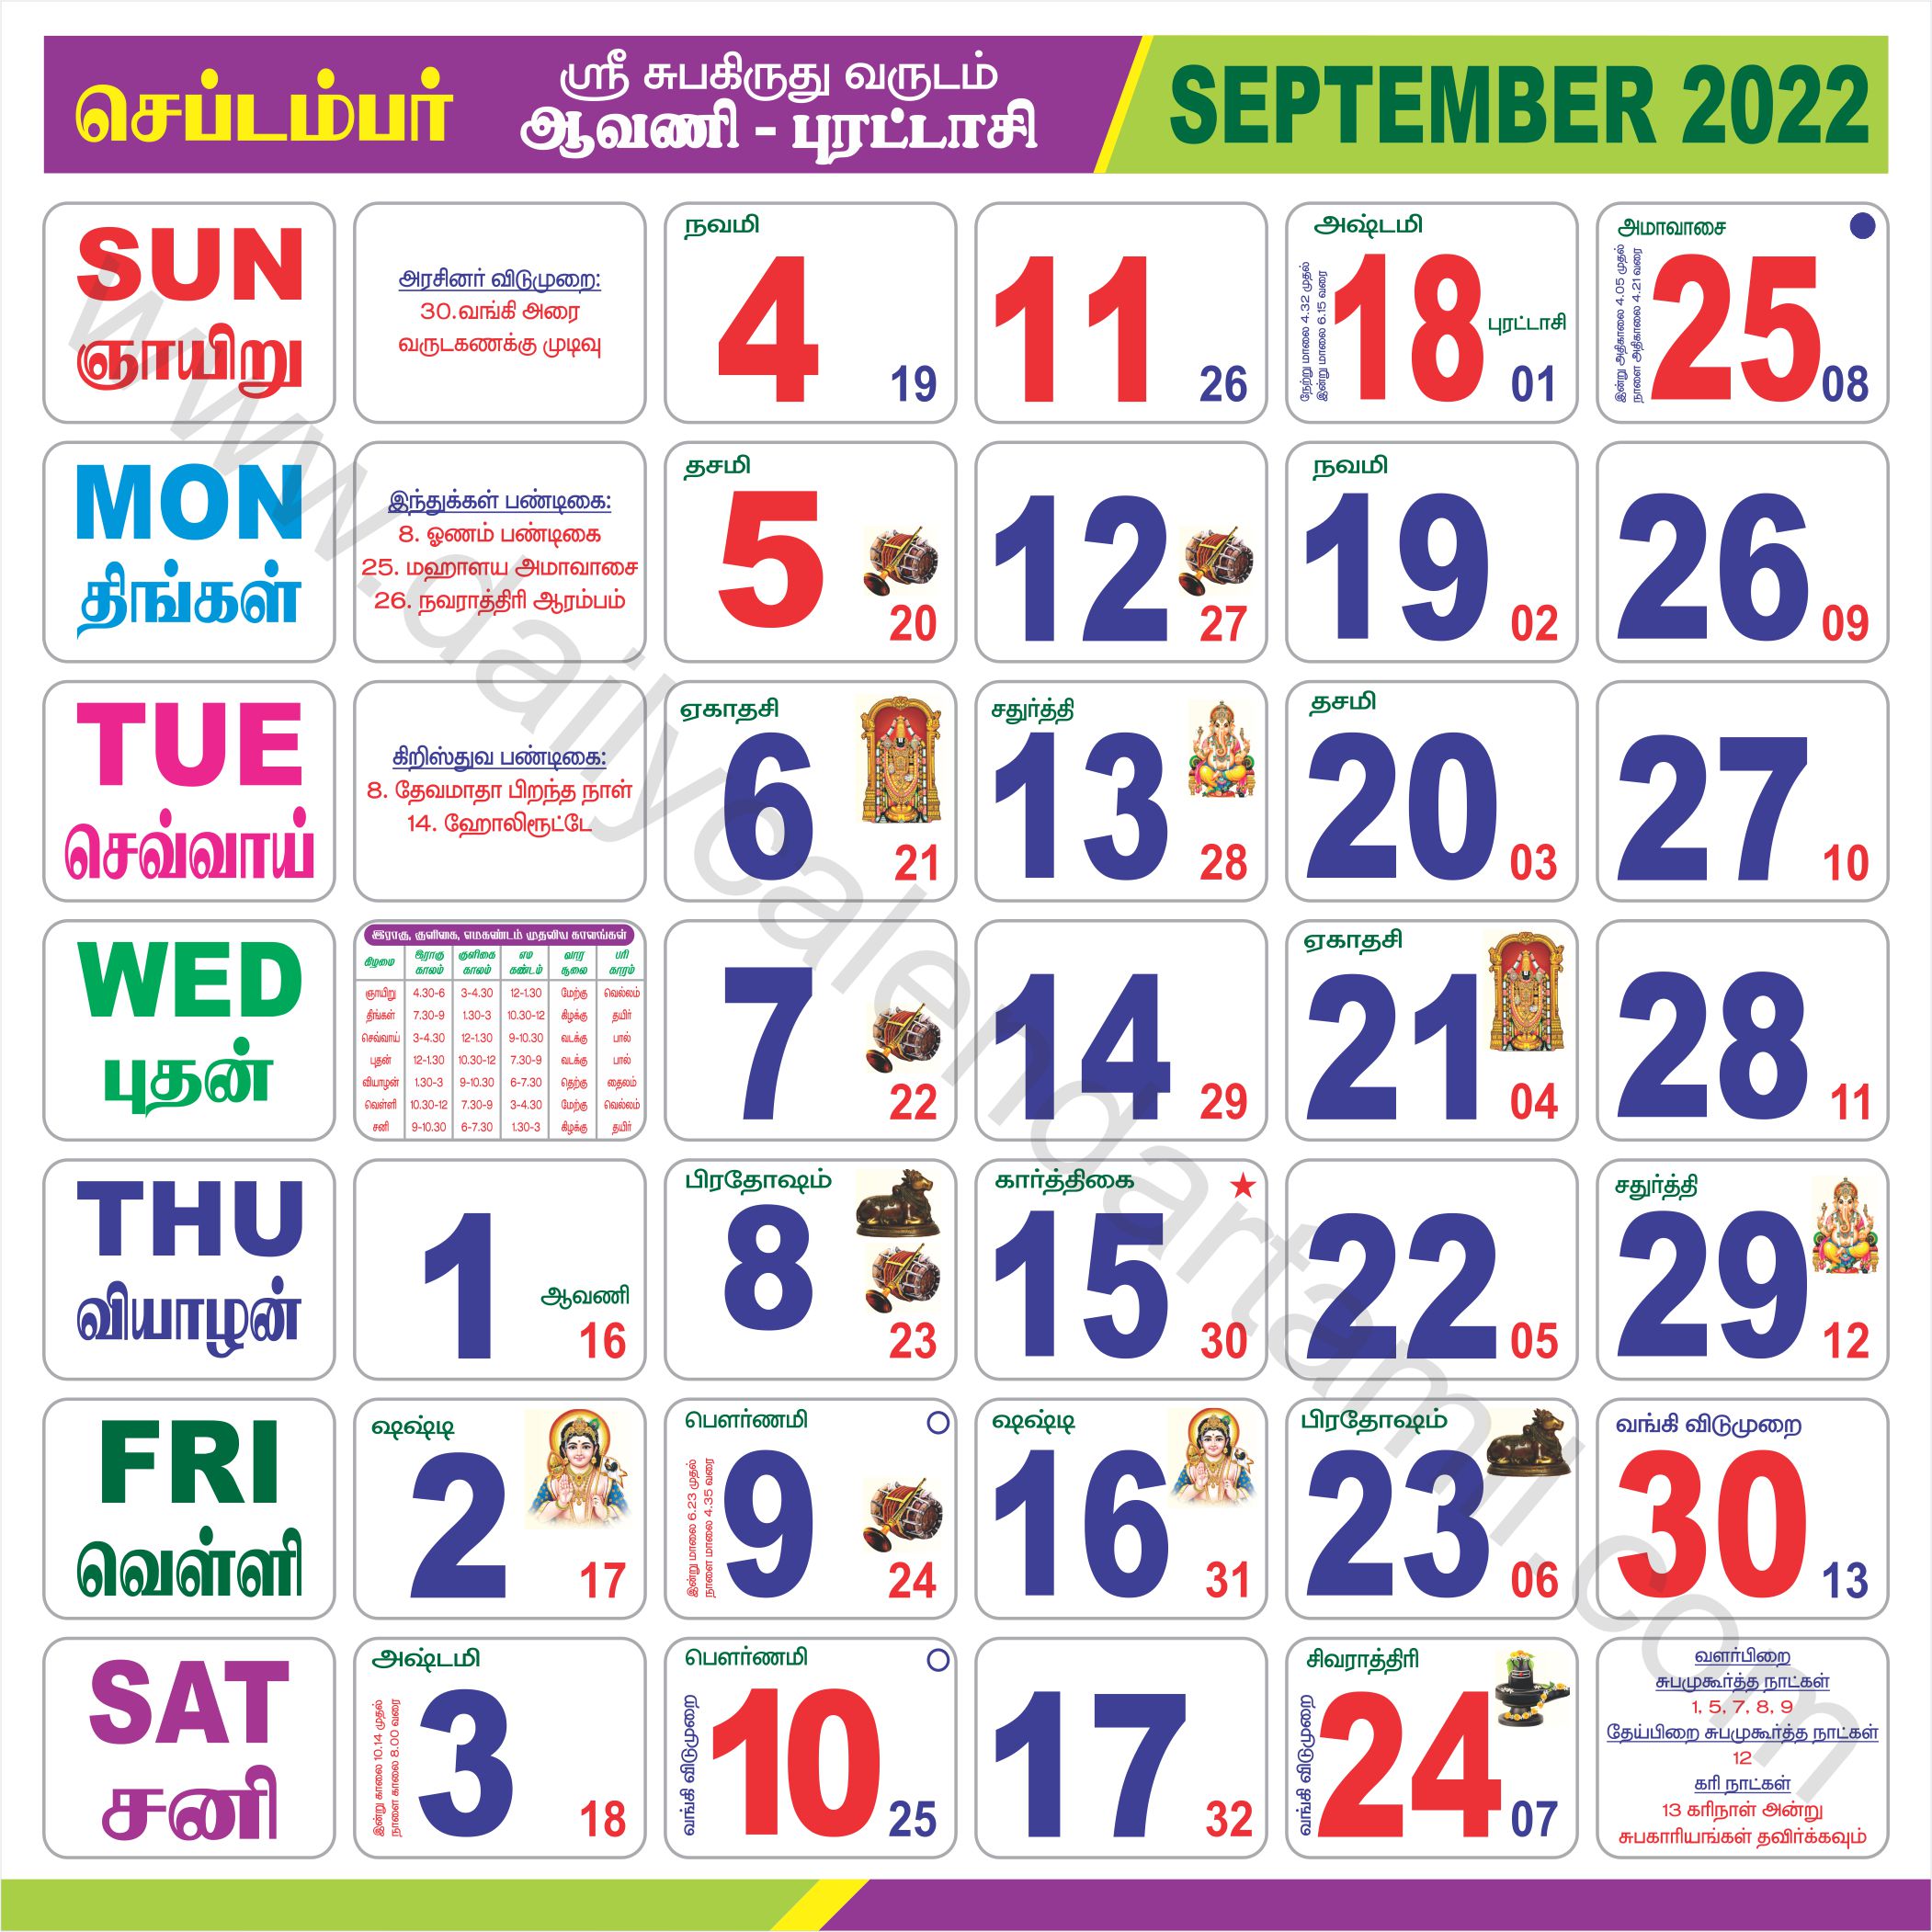 செப்டம்பர்
ஸ்ரீ சுபகிருது வருடம்
ஆவணி - புரட்டாசி
SEPTEMBER 2022
SUN
ஞாயிறு
அரசினர் விடுமுறை:
30.வங்கி அரை
வருடகணக்கு முடிவு
நவமி
4
19
11
26
அஷ்டமி
நேற்று மாலை 4.32 முதல்
இன்று மாலை 6.15 வரை
18
புரட்டாசி
01
அமாவாசை
இன்று அதிகாலை 4.05 முதல்
நாளை அதிகாலை 4.21 வரை
25
08
MON
திங்கள்
இந்துக்கள் பண்டிகை:
8. ஓணம் பண்டிகை
25. மஹாளய அமாவாசை
26. நவராத்திரி ஆரம்பம்
தசமி
5
20
12
27
நவமி
19
02
26
09
TUE
செவ்வாய்
கிறிஸ்துவ பண்டிகை:
8. தேவமாதா பிறந்த நாள்
14. ஹோலிரூட்டே
ஏகாதசி
6
21
சதுர்த்தி
13
28
தசமி
20
03
27
10
WED
புதன்
இராகு, குளிகை, எமகண்டம் முதலிய காலங்கள்
கிழமை இராகு காலம் குளிகை காலம் எம கண்டம் வார சூலை பரி காரம்
ஞாயிறு 4.30-6 3-4.30 12-1.30 மேற்கு வெல்லம்
திங்கள் 7.30-9 1.30-3 10.30-12 கிழக்கு தயிர்
செவ்வாய் 3-4.30 12-1.30 9-10.30 வடக்கு பால்
புதன் 12-1.30 10.30-12 7.30-9 வடக்கு பால்
வியாழன் 1.30-3 9-10.30 6-7.30 தெற்கு தைலம்
வெள்ளி 10.30-12 7.30-9 3-4.30 மேற்கு வெல்லம்
சனி 9-10.30 6-7.30 1.30-3 கிழக்கு தயிர்
7
22
14
29
ஏகாதசி
21
04
28
11
THU
வியாழன்
1
ஆவணி
16
பிரதோஷம்
8
23
கார்த்திகை
15
30
22
05
சதுர்த்தி
29
12
FRI
வெள்ளி
ஷஷ்டி
2
17
பௌர்ணமி
இன்று மாலை 6.23 முதல்
நாளை மாலை 4.35 வரை
9
24
ஷஷ்டி
16
31
பிரதோஷம்
23
06
வங்கி விடுமுறை
30
13
SAT
சனி
அஷ்டமி
இன்று காலை 10.14 முதல்
நாளை காலை 8.00 வரை
3
18
பௌர்ணமி
வங்கி விடுமுறை
10
25
17
32
சிவராத்திரி
வங்கி விடுமுறை
24
07
வளர்பிறை
சுபமுகூர்த்த நாட்கள்
1, 5, 7, 8, 9
தேய்பிறை சுபமுகூர்த்த நாட்கள்
12
கரி நாட்கள்
13 கரிநாள் அன்று
சுபகாரியங்கள் தவிர்க்கவும்
www.dailycalendartamil.com